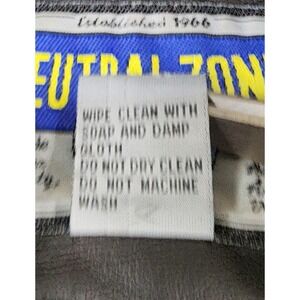 Established 1966
EUTRAL ZON
WIPE CLEAN WITH
SOAP AND DAMP
CLOTH
DO NOT DRY CLEAN
DO NOT MACHINE
WASH